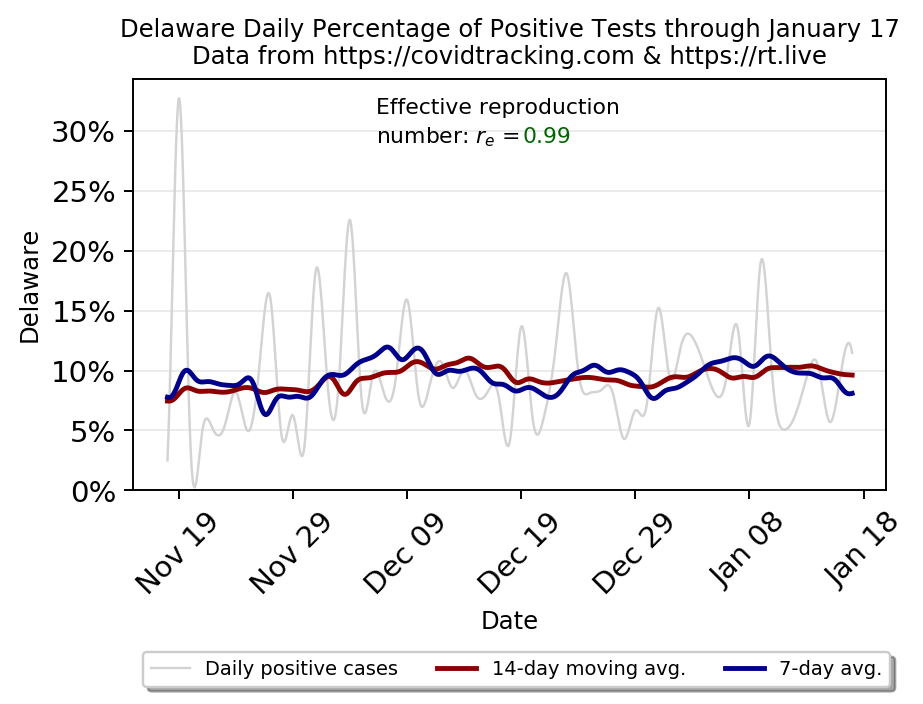 Delaware Daily Percentage of Positive Tests through January 17
Data from https://covidtracking.com & https://rt.live
Effective reproduction
number: rₑ =0.99
30%
25%
20%
15%
10%
5%
0%
Delaware
Nov 19
Nov 29
Dec 09
Dec 19
Dec 29
Jan 08
Jan 18
Date
Daily positive cases
14-day moving avg.
7-day avg.